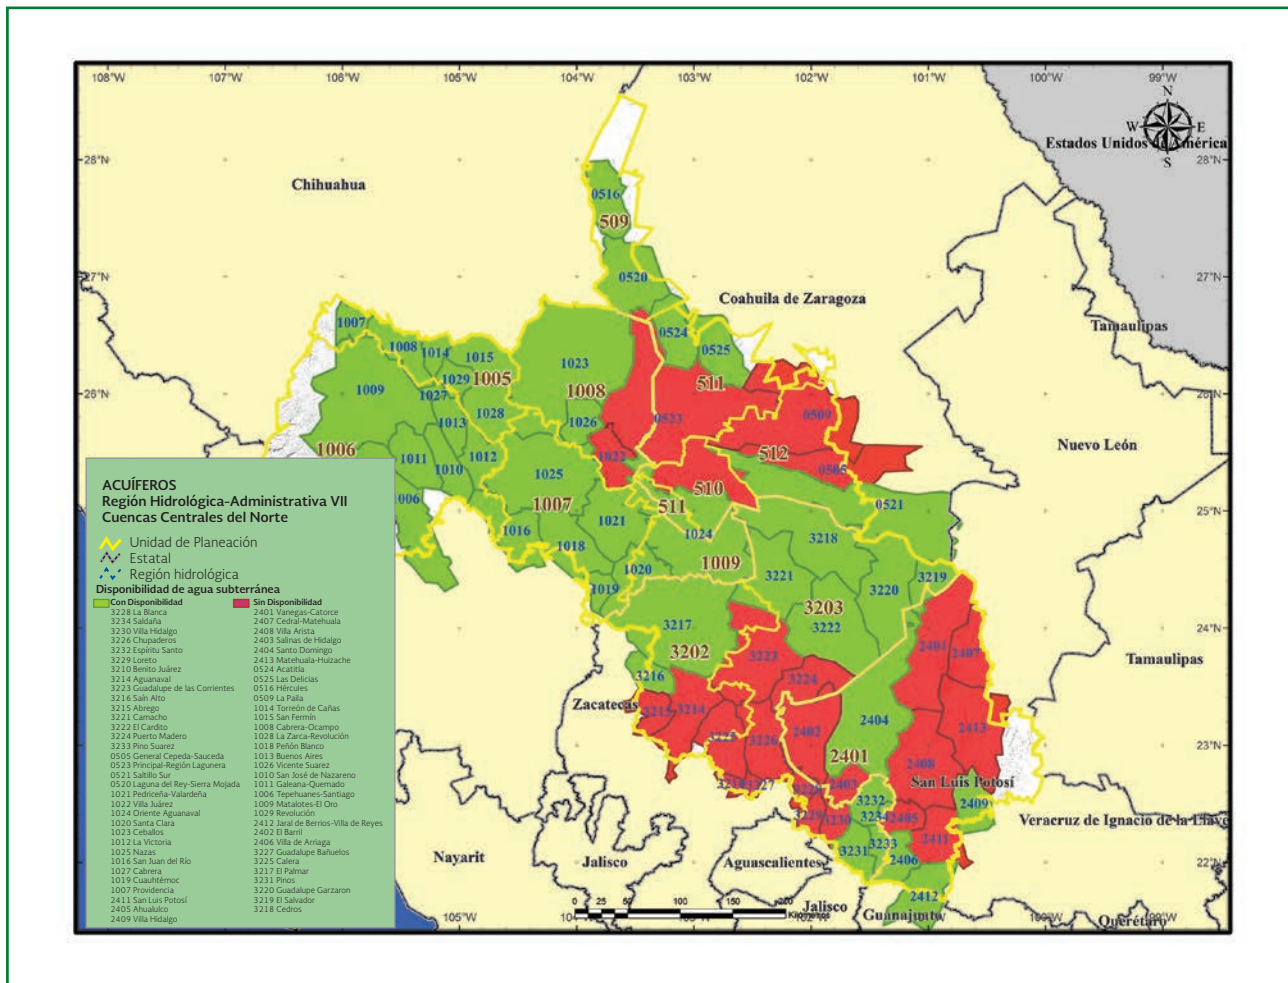 108°W 107°W 106°W 105°W 104°W 103°W 102°W 101°W 100°W 99°W
N
W E
S
Estados Unidos de América
28°N 28°N
Chihuahua
0516
509
27°N 0520 27°N
Coahuila de Zaragoza
Tamaulipas
1007
1008 1014 1015
0524
0525
1023
1009 1029 1005 1008 511
26°N 1027 26°N
1028
1013 1026 0523 0509
Nuevo León
1006 512
1011 1010 1012 1022 0505
1025 510
1006 1007 511 0521
25°N
1016 1018 1021 1024 3218
1020 1009
1019 3221 3220 3219
3203
24°N
3217 3222
3202 2401 2407
3223
3216 3224 Tamaulipas
Zacatecas
3215 3214 2404 2413
3225 3226 2402
23°N
2401 2408
San Luis Potosí
3227 2403
3232 2409
3229 3230 3234 2405
Veracruz de Ignacio de la Llave
3231 3233 2411
2406
22°N
Nayarit Jalisco Aguascalientes
2412
Jalisco Guanajuato Querétaro
0 25 50 100 150 200
Kilometros
105°W 104°W 103°W 102°W 101°W 100°W 99°W
ACUÍFEROS
Región Hidrológica-Administrativa VII
Cuencas Centrales del Norte
Unidad de Planeación
Estatal
Región hidrológica
Disponibilidad de agua subterránea
Con Disponibilidad
3228 La Blanca
3234 Saldaña
3230 Villa Hidalgo
3226 Chupaderos
3232 Espíritu Santo
3229 Loreto
3210 Benito Juárez
3214 Aguanaval
3223 Guadalupe de las Corrientes
3216 Saín Alto
3215 Abrego
3221 Camacho
3222 El Cardito
3224 Puerto Madero
3233 Pino Suarez
0505 General Cepeda-Sauceda
0523 Principal-Región Lagunera
0521 Saltillo Sur
0520 Laguna del Rey-Sierra Mojada
1021 Pedriceña-Valardeña
1022 Villa Juárez
1024 Oriente Aguanaval
1020 Santa Clara
1023 Ceballos
1012 La Victoria
1025 Nazas
1016 San Juan del Río
1027 Cabrera
1019 Cuauhtémoc
1007 Providencia
2411 San Luis Potosí
2405 Ahualulco
2409 Villa Hidalgo
Sin Disponibilidad
2401 Vanegas-Catorce
2407 Cedral-Matehuala
2408 Villa Arista
2403 Salinas de Hidalgo
2404 Santo Domingo
2413 Matehuala-Huizache
0524 Acatitla
0525 Las Delicias
0516 Hércules
0509 La Paila
1014 Torreón de Cañas
1015 San Fermín
1008 Cabrera-Ocampo
1028 La Zarca-Revolución
1018 Peñón Blanco
1013 Buenos Aires
1026 Vicente Suarez
1010 San José de Nazareno
1011 Galeana-Quemado
1006 Tepehuanes-Santiago
1009 Matalotes-El Oro
1029 Revolución
2412 Jaral de Berrios-Villa de Reyes
2402 El Barril
2406 Villa de Arriaga
3227 Guadalupe Bañuelos
3225 Calera
3217 El Palmar
3231 Pinos
3220 Guadalupe Garzaron
3219 El Salvador
3218 Cedros